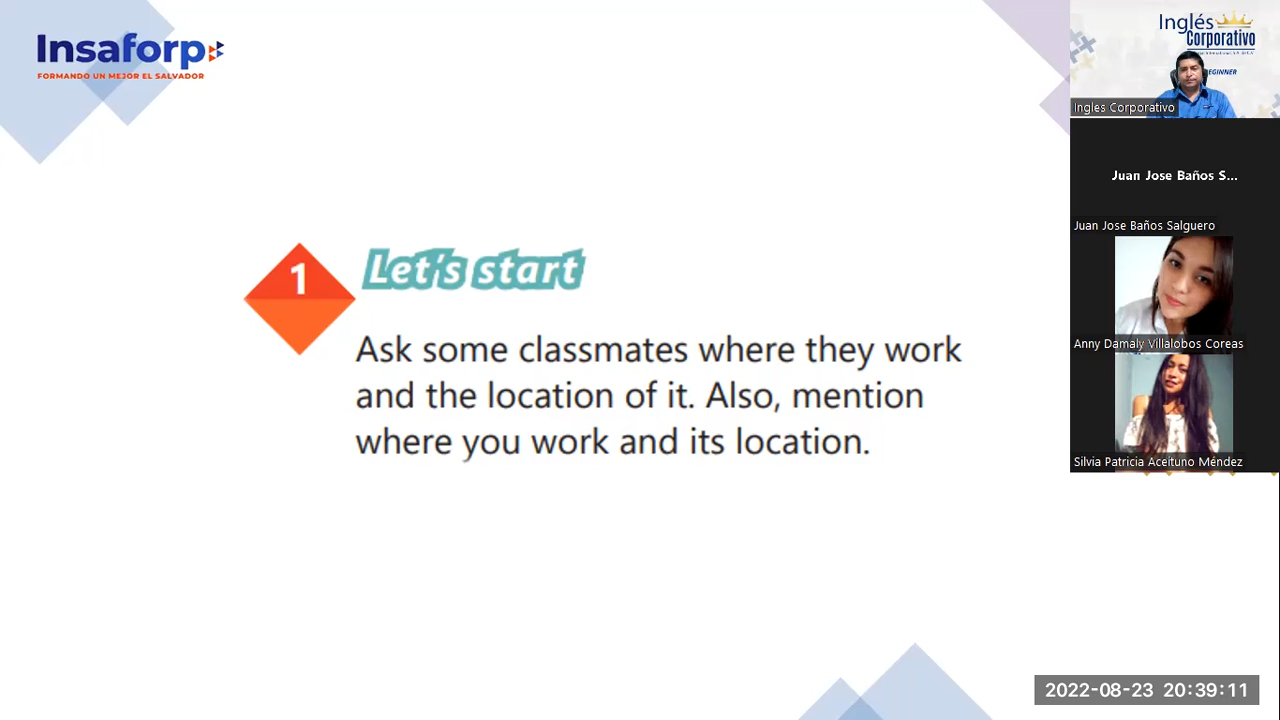 Insaforp
FORMANDO UN MEJOR EL SALVADOR
1
Let's start
Ask some classmates where they work
and the location of it. Also, mention
where you work and its location.
Inglés
Corporativo
Ingles Corporativo
Juan Jose Baños S...
Juan Jose Baños Salguero
Anny Damaly Villalobos Coreas
Silvia Patricia Aceituno Méndez
2022-08-23 20:39:11